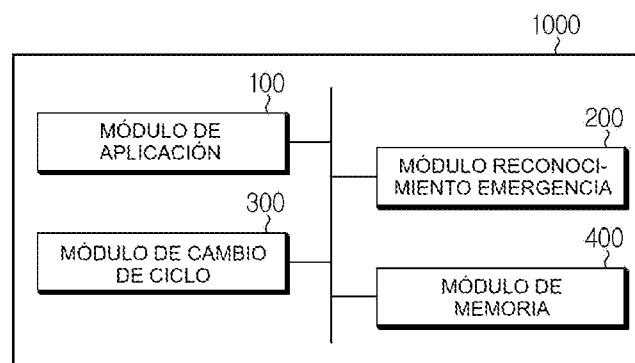 1000
100
MÓDULO DE
APLICACIÓN
200
MÓDULO RECONOCI-
MIENTO EMERGENCIA
300
MÓDULO DE CAMBIO
DE CICLO
400
MÓDULO DE
MEMORIA